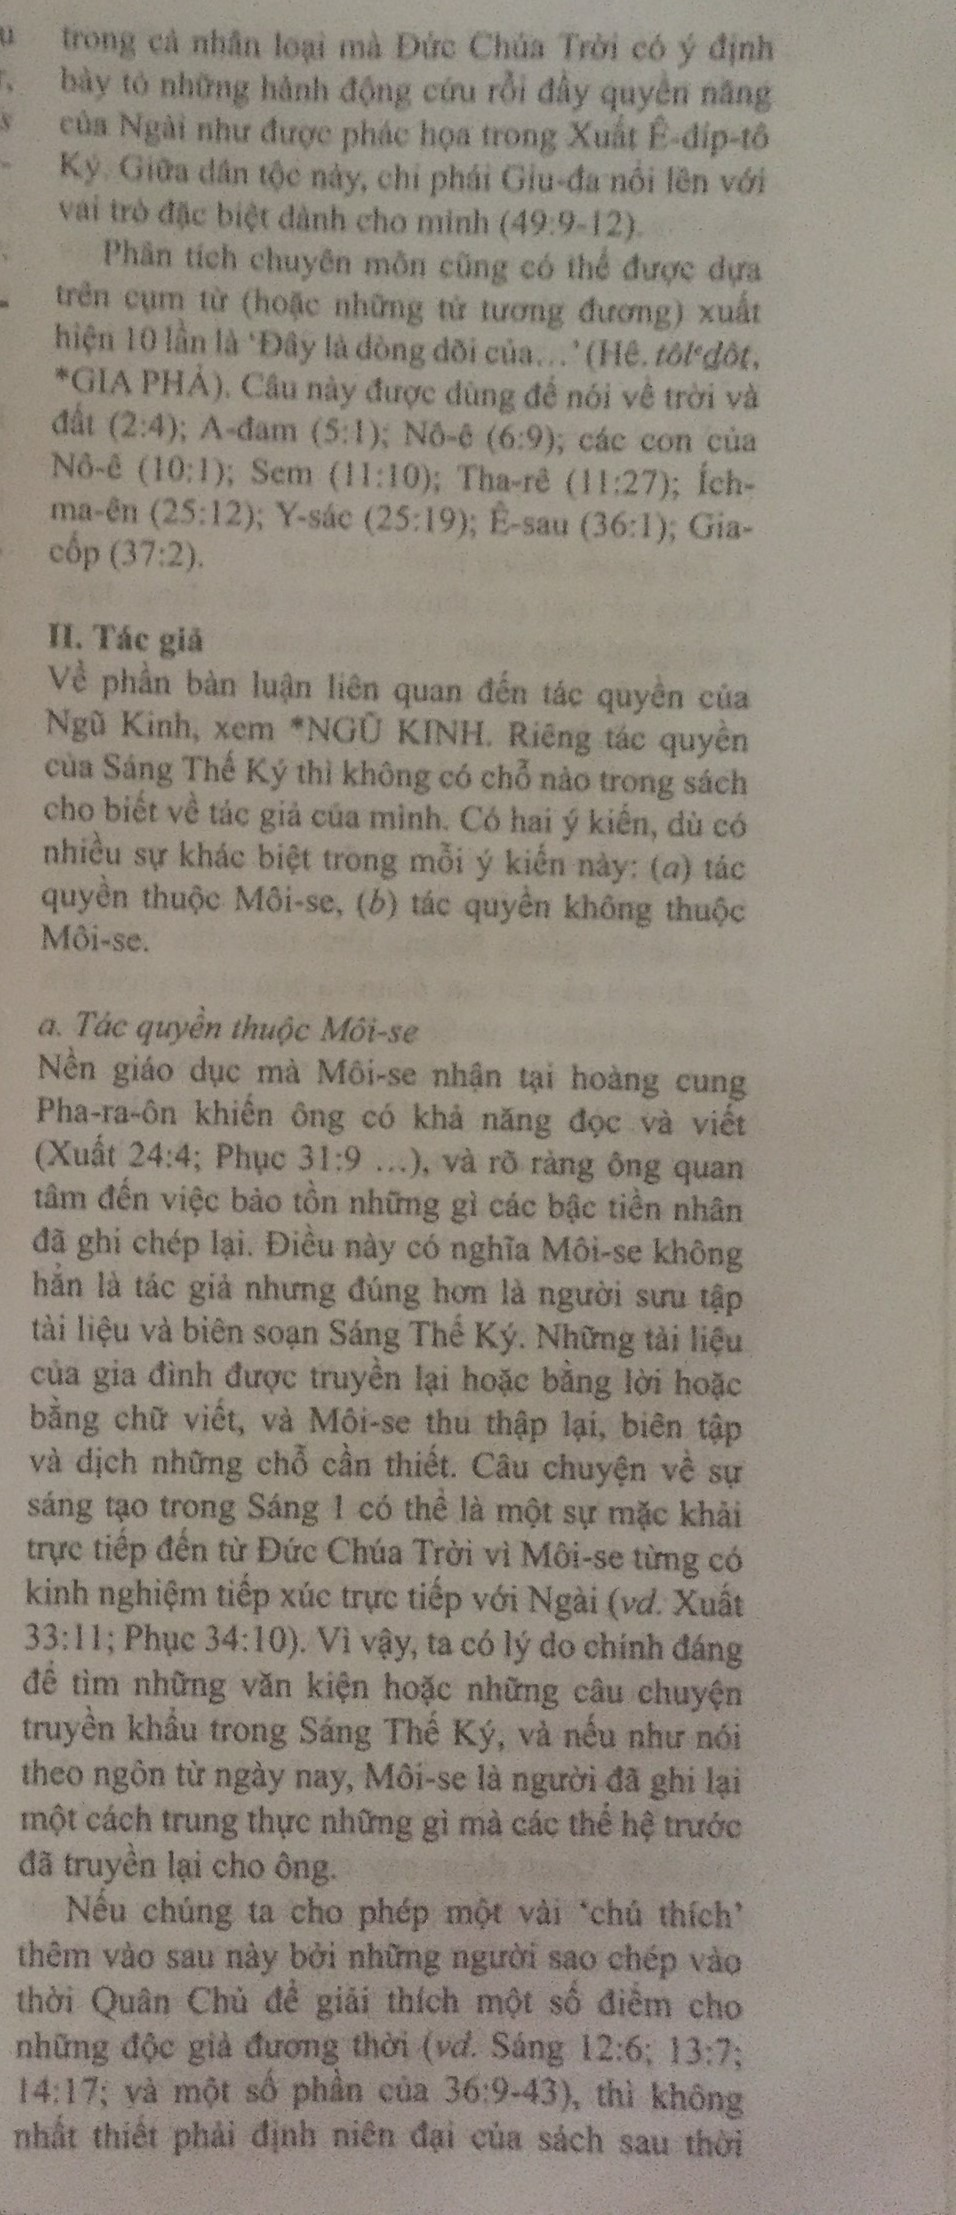 trong cả nhân loại mà Đức Chúa Trời có ý định
bày tỏ những hành động cứu rỗi đầy quyền năng
của Ngài như được phác họa trong Xuất Ê-díp-tô
Ký. Giữa dân tộc này, chi phái Giu-đa nổi lên với
vai trò đặc biệt dành cho mình (49:9-12).
Phân tích chuyên môn cũng có thể được dựa
trên cụm từ (hoặc những từ tương đương) xuất
hiện 10 lần là ‘Đây là dòng dõi của…’ (Hê. tôlᵉḏôṯ,
*GIA PHẢ). Câu này được dùng để nói về trời và
đất (2:4); A-đam (5:1); Nô-ê (6:9); các con của
Nô-ê (10:1); Sem (11:10); Tha-rê (11:27); Ích-
ma-ên (25:12); Y-sác (25:19); Ê-sau (36:1); Gia-
cốp (37:2).
II. Tác giả
Về phần bàn luận liên quan đến tác quyền của
Ngũ Kinh, xem *NGŨ KINH. Riêng tác quyền
của Sáng Thế Ký thì không có chỗ nào trong sách
cho biết về tác giả của mình. Có hai ý kiến, dù có
nhiều sự khác biệt trong mỗi ý kiến này: (a) tác
quyền thuộc Môi-se, (b) tác quyền không thuộc
Môi-se.
a. Tác quyền thuộc Môi-se
Nền giáo dục mà Môi-se nhận tại hoàng cung
Pha-ra-ôn khiến ông có khả năng đọc và viết
(Xuất 24:4; Phục 31:9 …), và rõ ràng ông quan
tâm đến việc bảo tồn những gì các bậc tiền nhân
đã ghi chép lại. Điều này có nghĩa Môi-se không
hẳn là tác giả nhưng đúng hơn là người sưu tập
tài liệu và biên soạn Sáng Thế Ký. Những tài liệu
của gia đình được truyền lại hoặc bằng lời hoặc
bằng chữ viết, và Môi-se thu thập lại, biên tập
và dịch những chỗ cần thiết. Câu chuyện về sự
sáng tạo trong Sáng 1 có thể là một sự mặc khải
trực tiếp đến từ Đức Chúa Trời vì Môi-se từng có
kinh nghiệm tiếp xúc trực tiếp với Ngài (vd. Xuất
33:11; Phục 34:10). Vì vậy, ta có lý do chính đáng
để tìm những văn kiện hoặc những câu chuyện
truyền khẩu trong Sáng Thế Ký, và nếu như nói
theo ngôn từ ngày nay, Môi-se là người đã ghi lại
một cách trung thực những gì mà các thế hệ trước
đã truyền lại cho ông.
Nếu chúng ta cho phép một vài ‘chú thích’
thêm vào sau này bởi những người sao chép vào
thời Quân Chủ để giải thích một số điểm cho
những độc giả đương thời (vd. Sáng 12:6; 13:7;
14:17; và một số phần của 36:9-43), thì không
nhất thiết phải định niên đại của sách sau thời